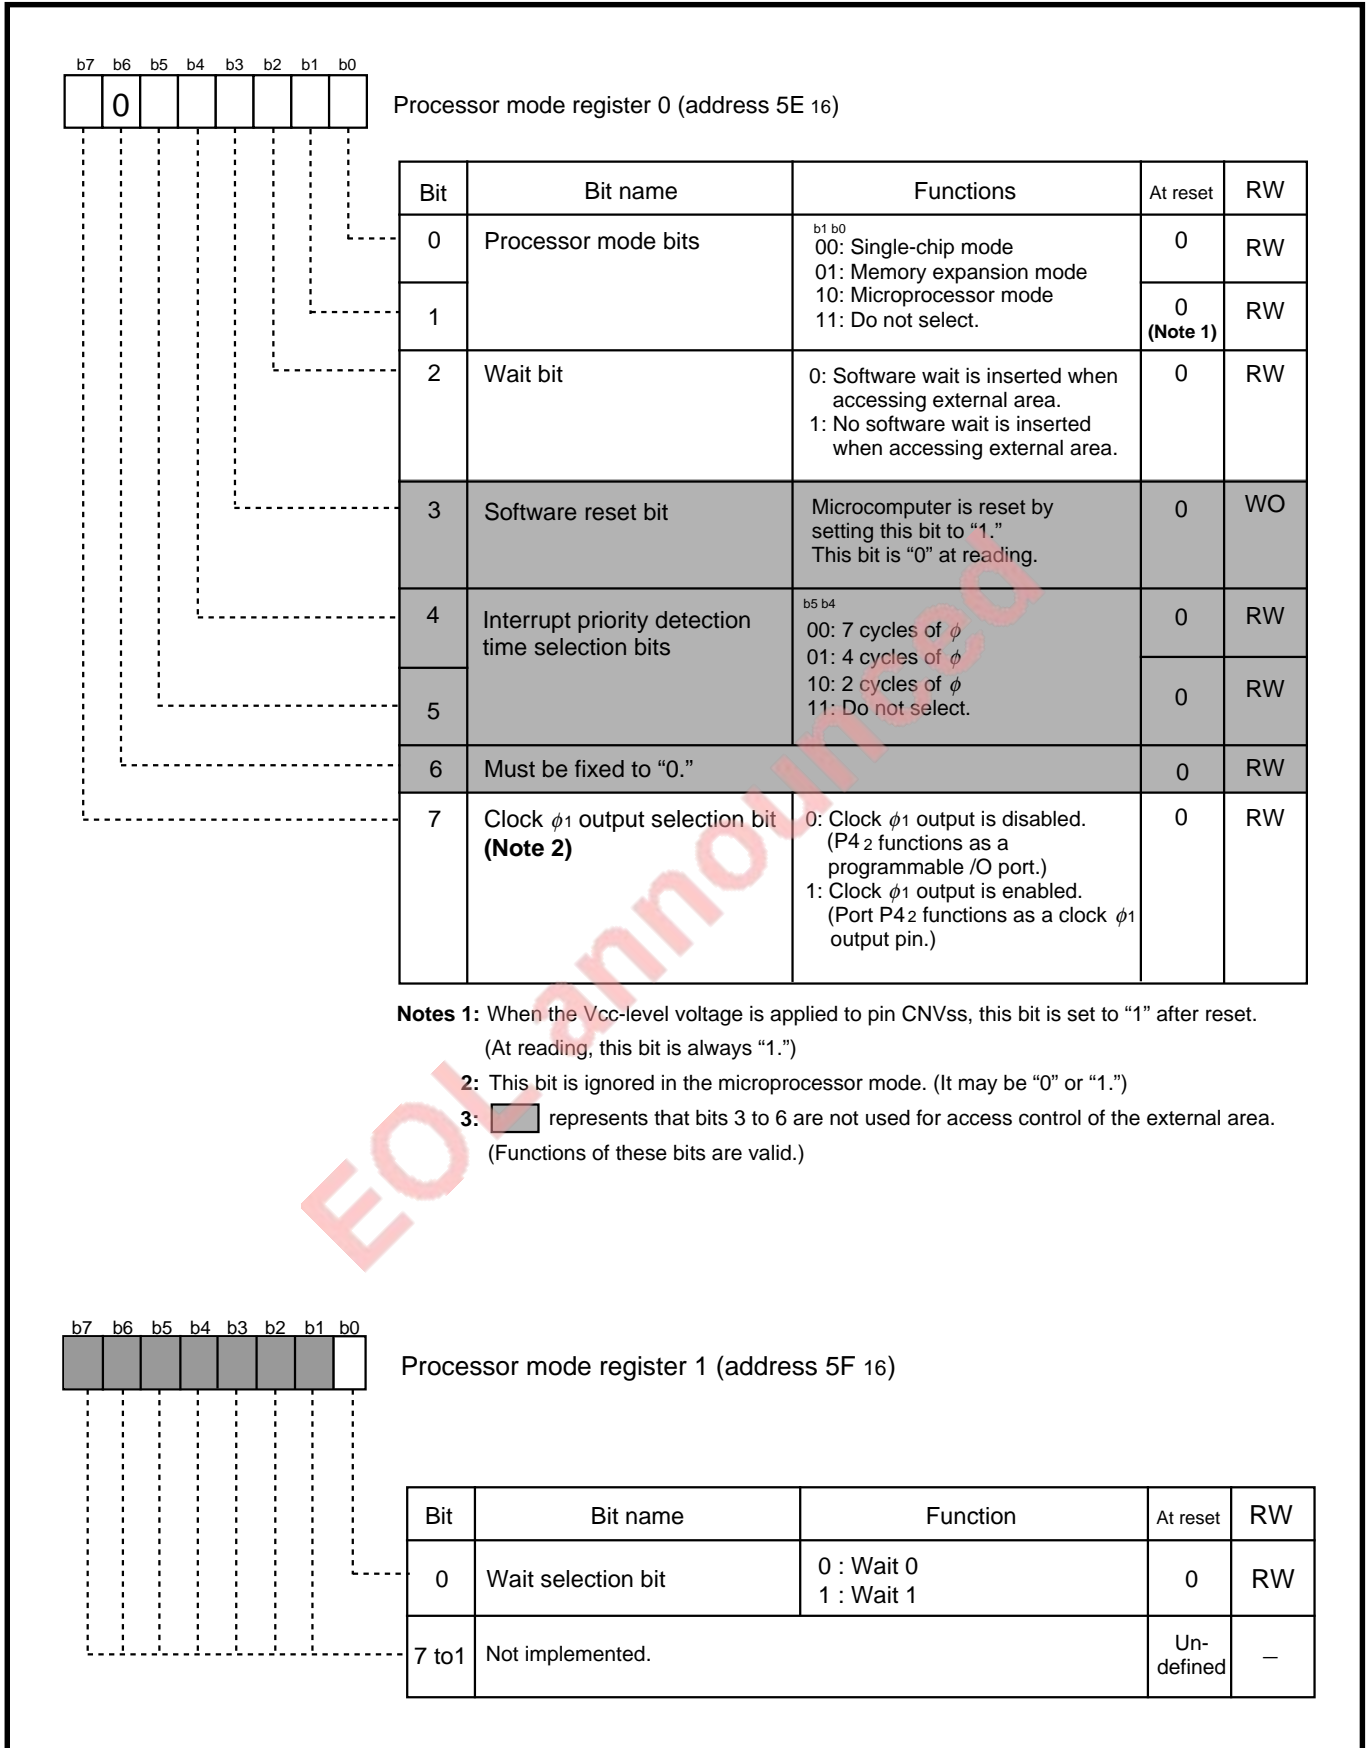 b7 b6 b5 b4 b3 b2 b1 b0
0
Processor mode register 0 (address 5E 16)
Bit Bit name Functions At reset RW
0 Processor mode bits b1 b0 0 RW
00: Single-chip mode
01: Memory expansion mode
1 10: Microprocessor mode 0 RW
11: Do not select. (Note 1)
2 Wait bit 0: Software wait is inserted when 0 RW
accessing external area.
1: No software wait is inserted
when accessing external area.
3 Software reset bit Microcomputer is reset by 0 WO
setting this bit to “1.”
This bit is “0” at reading.
4 Interrupt priority detection b5 b4 0 RW
time selection bits 00: 7 cycles of ϕ
01: 4 cycles of ϕ
5 10: 2 cycles of ϕ 0 RW
11: Do not select.
6 Must be fixed to “0.” 0 RW
7 Clock ϕ1 output selection bit 0: Clock ϕ1 output is disabled. 0 RW
(Note 2) (P4 2 functions as a
programmable /O port.)
1: Clock ϕ1 output is enabled.
(Port P4 2 functions as a clock ϕ1
output pin.)
Notes 1: When the Vcc-level voltage is applied to pin CNVss, this bit is set to “1” after reset.
(At reading, this bit is always “1.”)
2: This bit is ignored in the microprocessor mode. (It may be “0” or “1.”)
3: represents that bits 3 to 6 are not used for access control of the external area.
(Functions of these bits are valid.)
EOL announced
b7 b6 b5 b4 b3 b2 b1 b0
Processor mode register 1 (address 5F 16)
Bit Bit name Function At reset RW
0 Wait selection bit 0 : Wait 0 0 RW
1 : Wait 1
7 to1 Not implemented. Un- –
defined